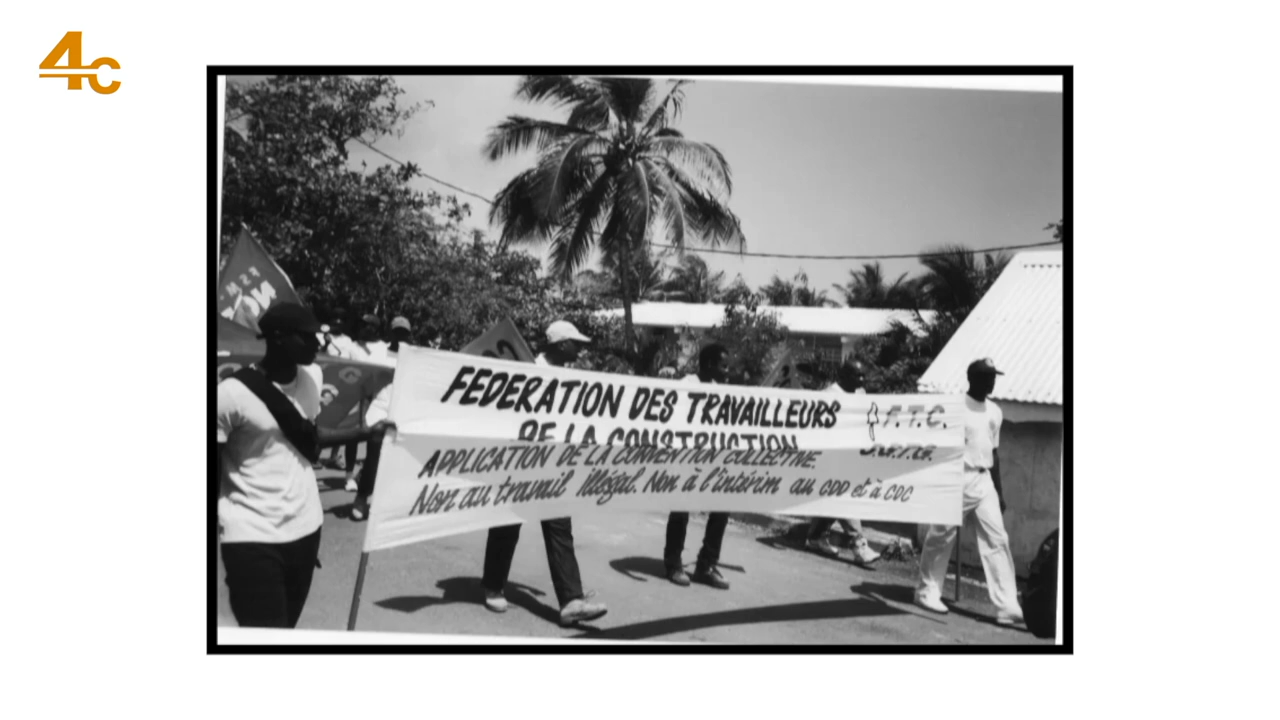 4c
FEDERATION DES TRAVAILLEURS
DE LA CONSTRUCTION
F.T.C.
APPLICATION DE LA CONVENTION COLLECTIVE.
Non au travail illégal. Non à l'intérim au CDD et à CDC